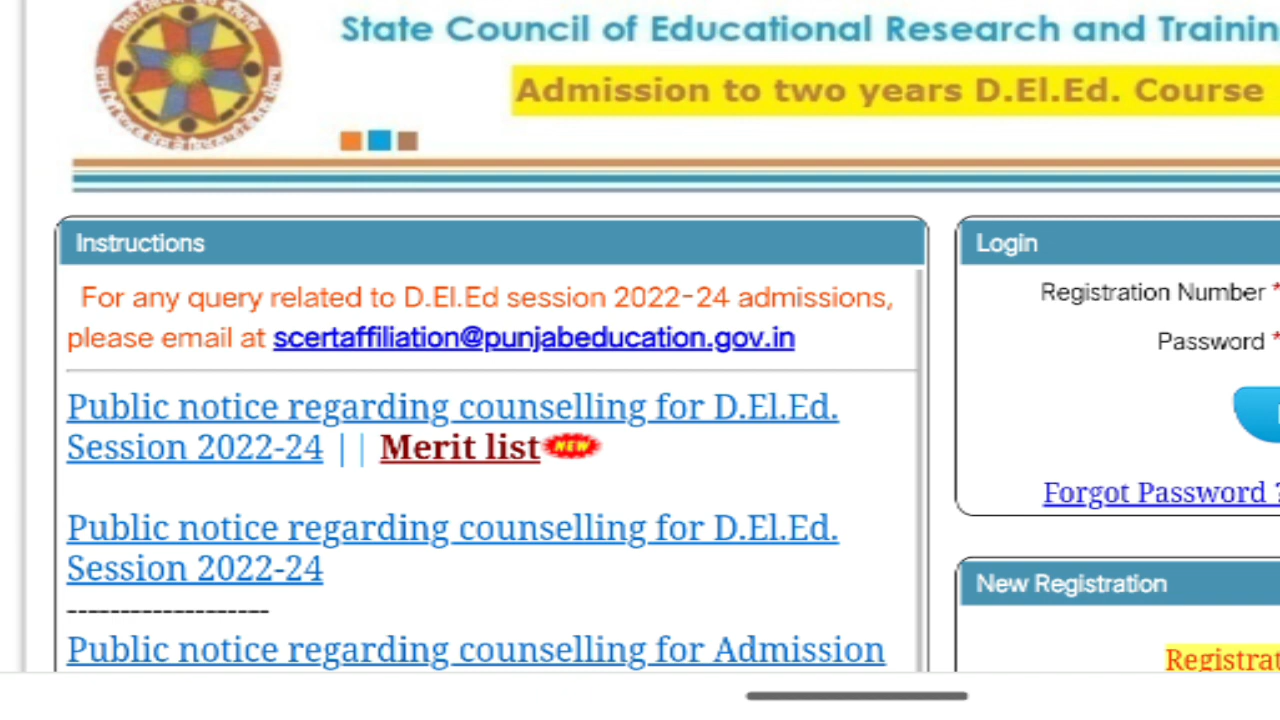 State Council of Educational Research and Trainin
Admission to two years D.El.Ed. Course
Instructions
For any query related to D.El.Ed session 2022-24 admissions,
please email at scertaffiliation@punjabeducation.gov.in
Public notice regarding counselling for D.El.Ed.
Session 2022-24 || Merit list NEW
Public notice regarding counselling for D.El.Ed.
Session 2022-24
-------------------
Public notice regarding counselling for Admission
Login
Registration Number *
Password *
Forgot Password ?
New Registration
Registrat